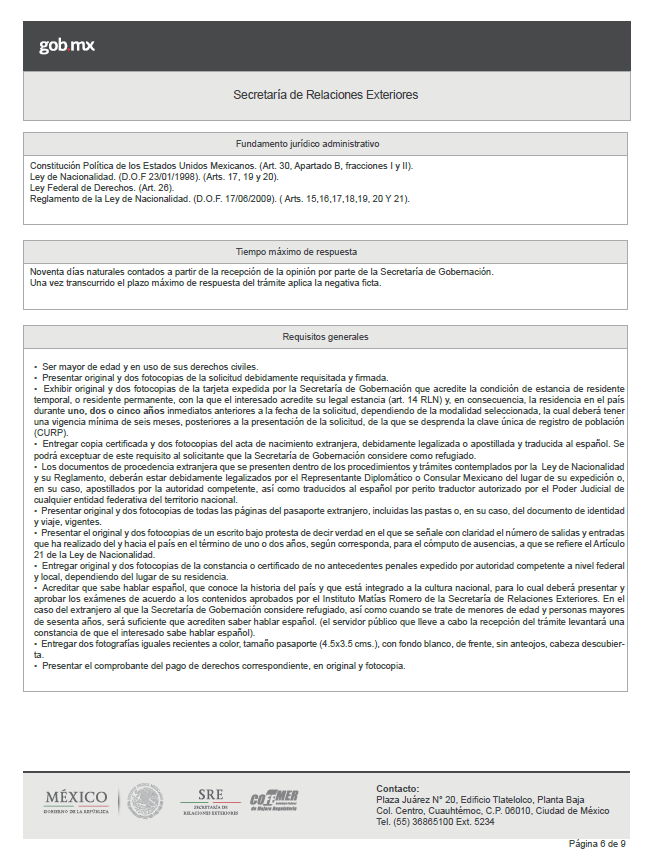 gob.mx
Secretaría de Relaciones Exteriores
Fundamento jurídico administrativo
Constitución Política de los Estados Unidos Mexicanos. (Art. 30, Apartado B, fracciones I y II).
Ley de Nacionalidad. (D.O.F 23/01/1998). (Arts. 17, 19 y 20).
Ley Federal de Derechos. (Art. 26).
Reglamento de la Ley de Nacionalidad. (D.O.F. 17/06/2009). ( Arts. 15,16,17,18,19, 20 Y 21).
Tiempo máximo de respuesta
Noventa días naturales contados a partir de la recepción de la opinión por parte de la Secretaría de Gobernación.
Una vez transcurrido el plazo máximo de respuesta del trámite aplica la negativa ficta.
Requisitos generales
• Ser mayor de edad y en uso de sus derechos civiles.
• Presentar original y dos fotocopias de la solicitud debidamente requisitada y firmada.
• Exhibir original y dos fotocopias de la tarjeta expedida por la Secretaría de Gobernación que acredite la condición de estancia de residente
temporal, o residente permanente, con la que el interesado acredite su legal estancia (art. 14 RLN) y, en consecuencia, la residencia en el país
durante uno, dos o cinco años inmediatos anteriores a la fecha de la solicitud, dependiendo de la modalidad seleccionada, la cual deberá tener
una vigencia mínima de seis meses, posteriores a la presentación de la solicitud, de la que se desprenda la clave única de registro de población
(CURP).
• Entregar copia certificada y dos fotocopias del acta de nacimiento extranjera, debidamente legalizada o apostillada y traducida al español. Se
podrá exceptuar de este requisito al solicitante que la Secretaría de Gobernación considere como refugiado.
• Los documentos de procedencia extranjera que se presenten dentro de los procedimientos y trámites contemplados por la Ley de Nacionalidad
y su Reglamento, deberán estar debidamente legalizados por el Representante Diplomático o Consular Mexicano del lugar de su expedición o,
en su caso, apostillados por la autoridad competente, así como traducidos al español por perito traductor autorizado por el Poder Judicial de
cualquier entidad federativa del territorio nacional.
• Presentar original y dos fotocopias de todas las páginas del pasaporte extranjero, incluidas las pastas o, en su caso, del documento de identidad
y viaje, vigentes.
• Presentar el original y dos fotocopias de un escrito bajo protesta de decir verdad en el que se señale con claridad el número de salidas y entradas
que ha realizado del y hacia el país en el término de uno o dos años, según corresponda, para el cómputo de ausencias, a que se refiere el Artículo
21 de la Ley de Nacionalidad.
• Entregar original y dos fotocopias de la constancia o certificado de no antecedentes penales expedido por autoridad competente a nivel federal
y local, dependiendo del lugar de su residencia.
• Acreditar que sabe hablar español, que conoce la historia del país y que está integrado a la cultura nacional, para lo cual deberá presentar y
aprobar los exámenes de acuerdo a los contenidos aprobados por el Instituto Matías Romero de la Secretaría de Relaciones Exteriores. En el
caso del extranjero al que la Secretaría de Gobernación considere refugiado, así como cuando se trate de menores de edad y personas mayores
de sesenta años, será suficiente que acrediten saber hablar español. (el servidor público que lleve a cabo la recepción del trámite levantará una
constancia de que el interesado sabe hablar español).
• Entregar dos fotografías iguales recientes a color, tamaño pasaporte (4.5x3.5 cms.), con fondo blanco, de frente, sin anteojos, cabeza descubier-
ta.
• Presentar el comprobante del pago de derechos correspondiente, en original y fotocopia.
MÉXICO
GOBIERNO DE LA REPÚBLICA
SRE
SECRETARÍA DE
RELACIONES EXTERIORES
COFEMER
de Mejora Regulatoria
Contacto:
Plaza Juárez N° 20, Edificio Tlatelolco, Planta Baja
Col. Centro, Cuauhtémoc, C.P. 06010, Ciudad de México
Tel. (55) 36865100 Ext. 5234
Página 6 de 9